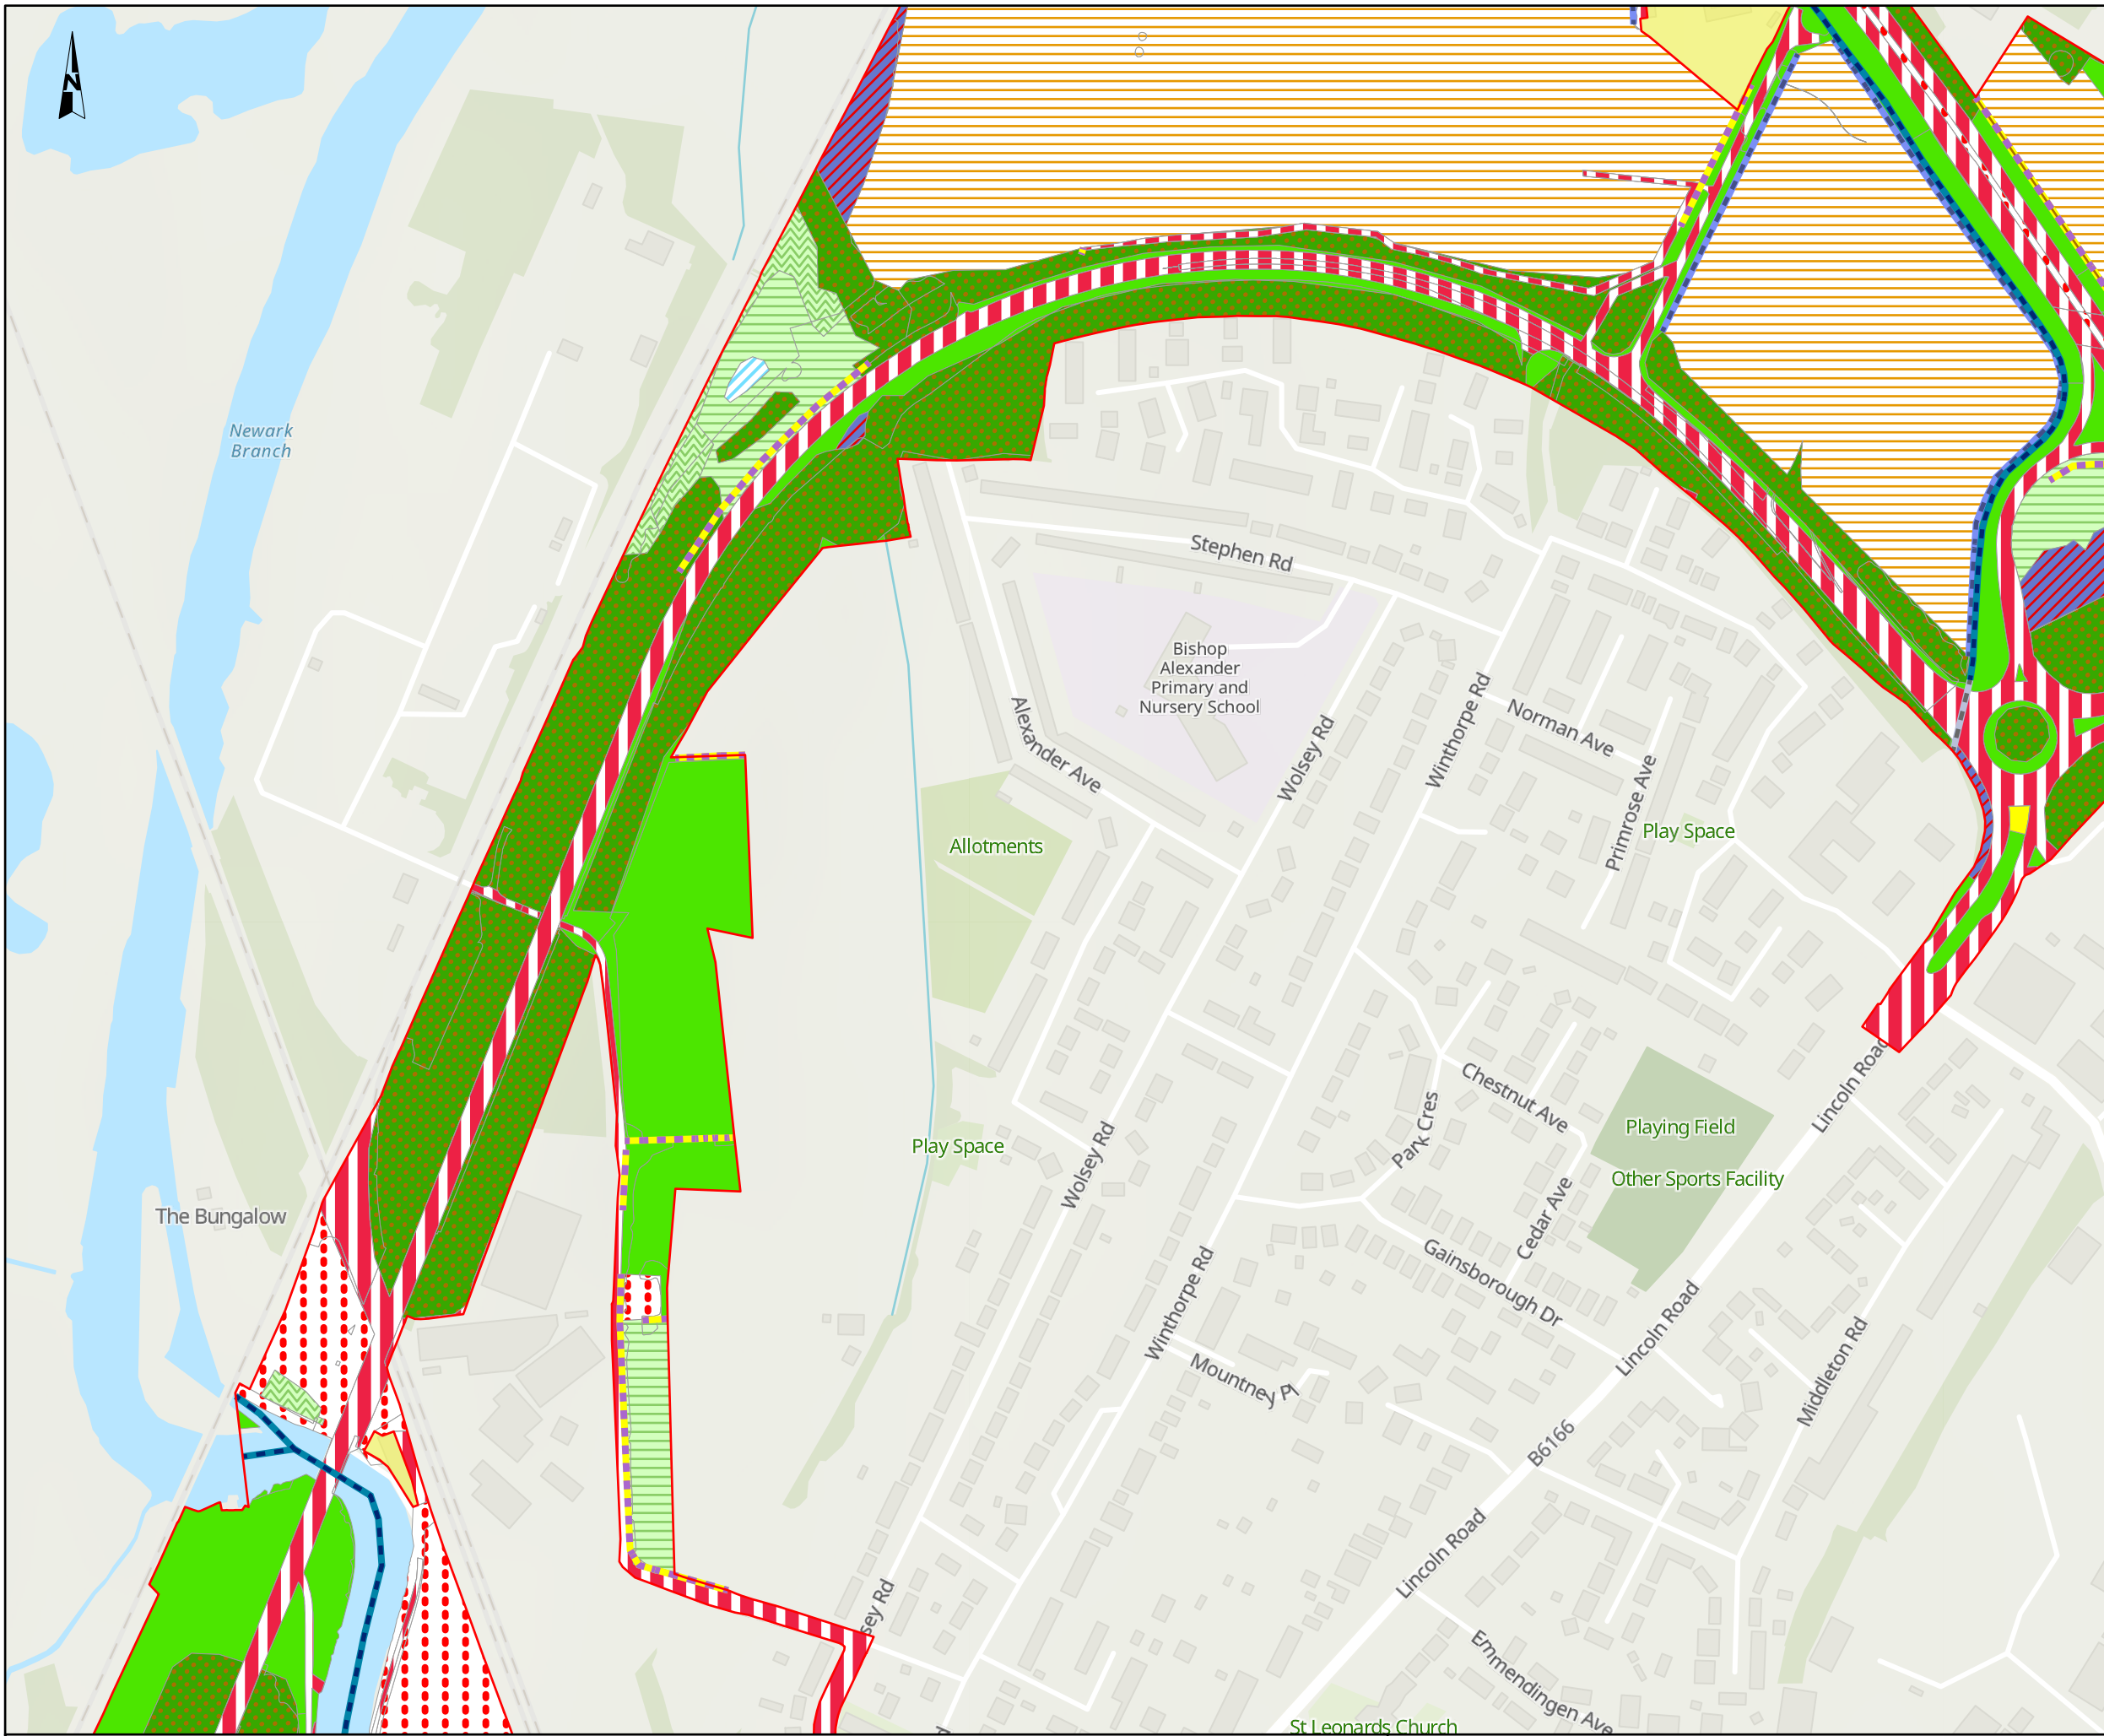 N
Newark
Branch
Stephen Rd
Bishop
Alexander
Primary and
Nursery School
Alexander Ave
Wolsey Rd
Winthorpe Rd
Norman Ave
Primrose Ave
Play Space
Allotments
Lincoln Road
Chestnut Ave
Park Cres
Playing Field
Play Space
Wolsey Rd
Other Sports Facility
Cedar Ave
The Bungalow
Gainsborough Dr
Winthorpe Rd
Lincoln Road
Mountney Pl
Middleton Rd
B6166
Lincoln Road
sey Rd
Emmendingen Ave
St Leonards Church